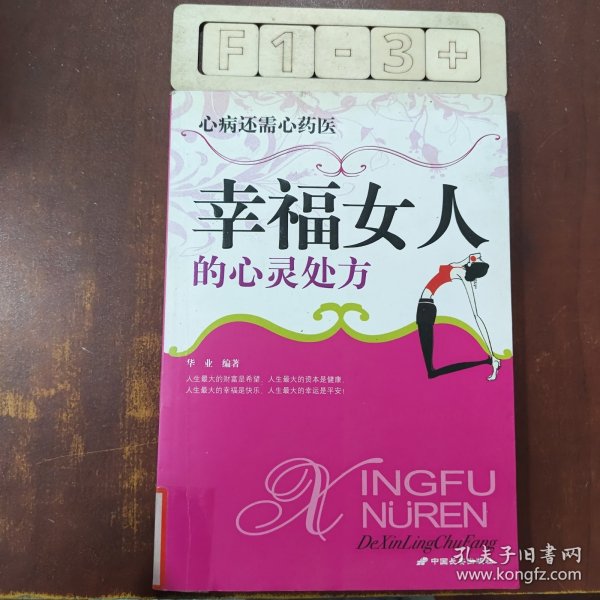 F1-3+
心病还需心药医
幸福女人
的心灵处方
华 业 编著
人生最大的财富是希望，人生最大的资本是健康，
人生最大的幸福是快乐，人生最大的幸运是平安！
XINGFU
NÜREN
DeXinLingChuFang
中国
孔夫子旧书网
www.kongfz.com